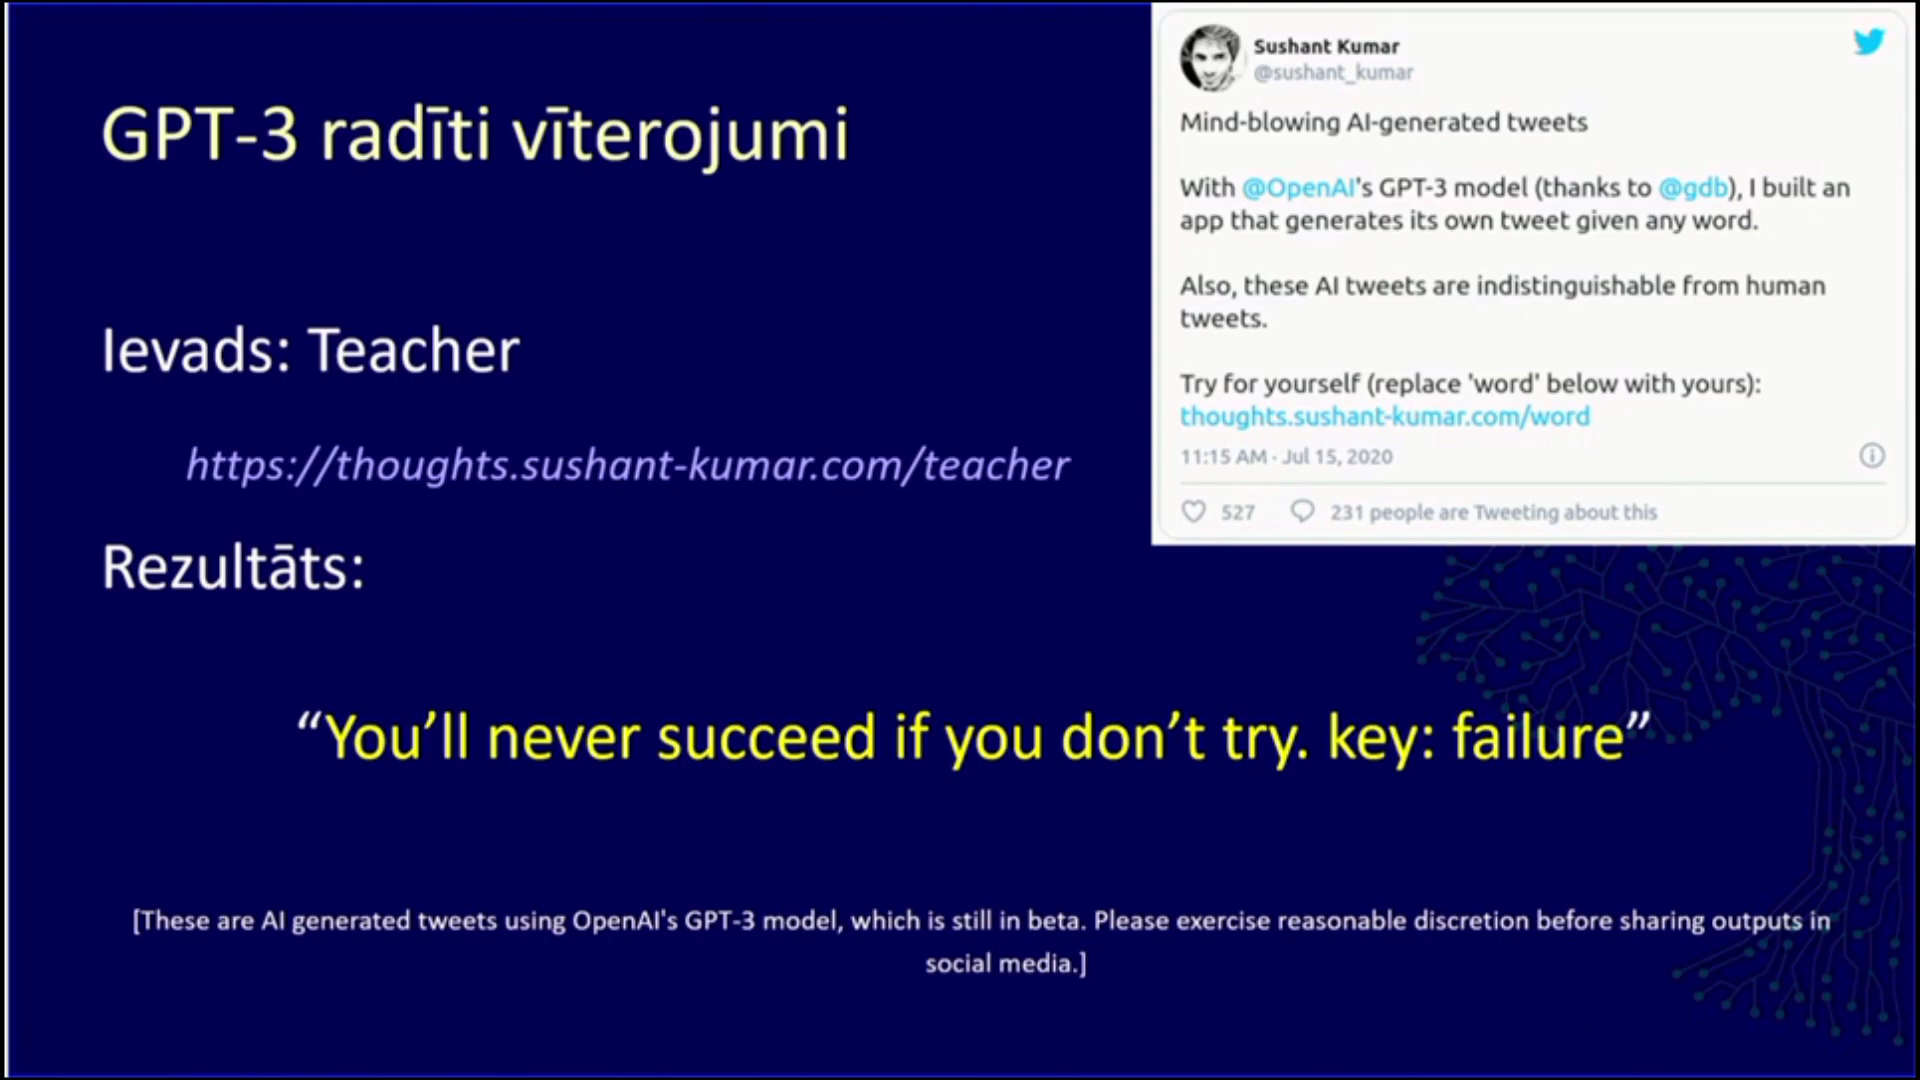 GPT-3 radīti vīterojumi
Ievads: Teacher
https://thoughts.sushant-kumar.com/teacher
Rezultāts:
“You’ll never succeed if you don’t try. key: failure”
[These are AI generated tweets using OpenAI's GPT-3 model, which is still in beta. Please exercise reasonable discretion before sharing outputs in
social media.]
Sushant Kumar
@sushant_kumar
Mind-blowing AI-generated tweets
With @OpenAI's GPT-3 model (thanks to @gdb), I built an
app that generates its own tweet given any word.
Also, these AI tweets are indistinguishable from human
tweets.
Try for yourself (replace 'word' below with yours):
thoughts.sushant-kumar.com/word
11:15 AM · Jul 15, 2020
527 231 people are Tweeting about this